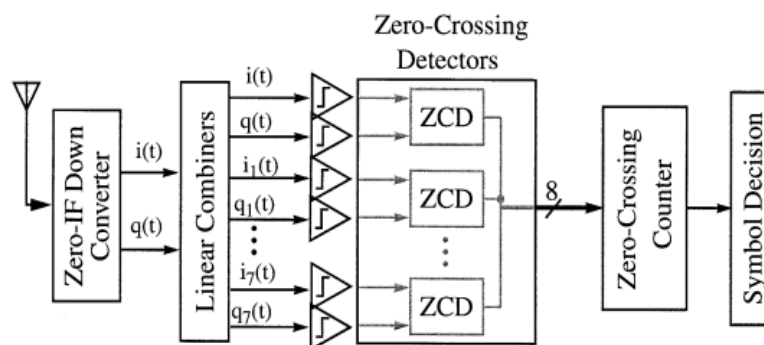 Zero-Crossing
Detectors
Zero-IF Down
Converter
i(t)
q(t)
Linear Combiners
i(t)
q(t)
i₁(t)
q₁(t)
i₇(t)
q₇(t)
ZCD
ZCD
ZCD
8
Zero-Crossing
Counter
Symbol Decision